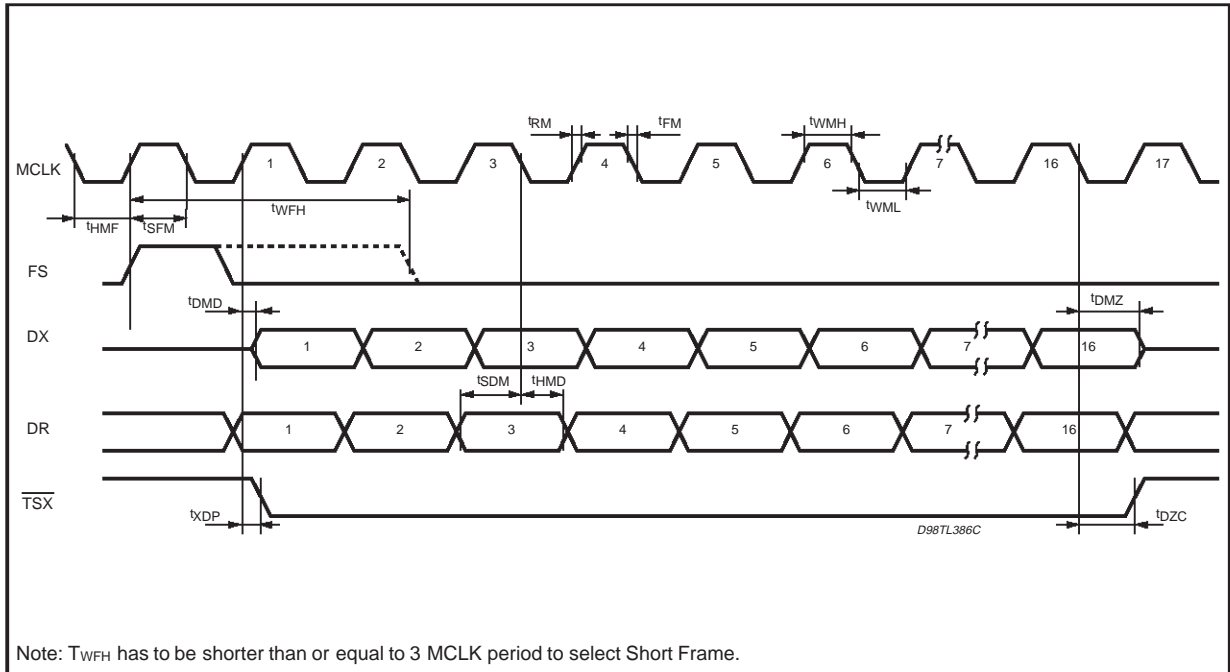 tRM tFM tWMH
MCLK 1 2 3 4 5 6 7 16 17
tWML
tWFH
tHMF tSFM
FS
tDMD tDMZ
DX 1 2 3 4 5 6 7 16
tSDM tHMD
DR 1 2 3 4 5 6 7 16
TSX
tXDP tDZC
D98TL386C
Note: TWFH has to be shorter than or equal to 3 MCLK period to select Short Frame.